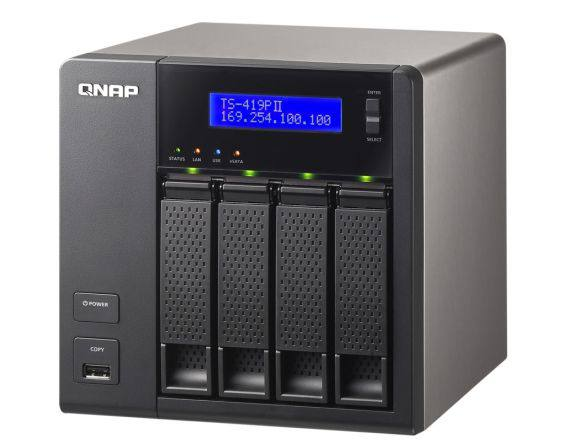 QNAP
TS-419PII
169.254.100.100
ENTER
SELECT
STATUS LAN USB eSATA
POWER
COPY